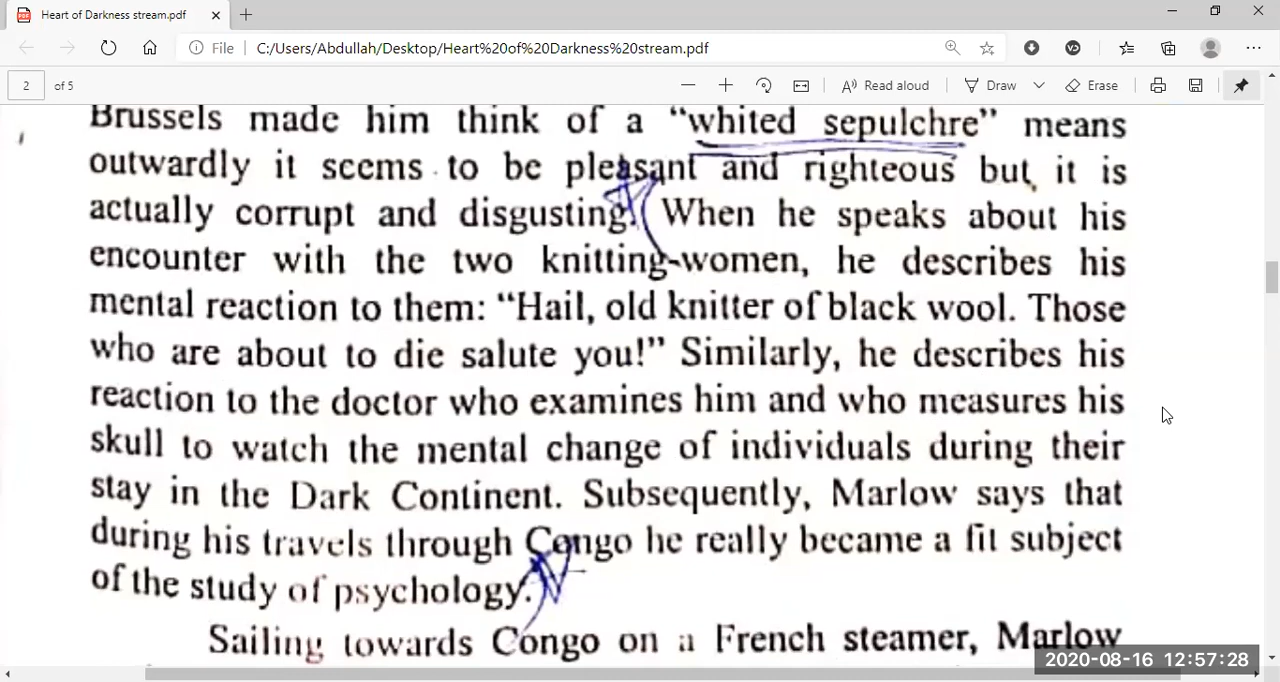 Heart of Darkness stream.pdf
File C:/Users/Abdullah/Desktop/Heart%20of%20Darkness%20stream.pdf
2 of 5 Read aloud Draw Erase
Brussels made him think of a “whited sepulchre” means
outwardly it seems to be pleasant and righteous but, it is
actually corrupt and disgusting. When he speaks about his
encounter with the two knitting-women, he describes his
mental reaction to them: “Hail, old knitter of black wool. Those
who are about to die salute you!” Similarly, he describes his
reaction to the doctor who examines him and who measures his
skull to watch the mental change of individuals during their
stay in the Dark Continent. Subsequently, Marlow says that
during his travels through Congo he really became a fit subject
of the study of psychology.
Sailing towards Congo on a French steamer, Marlow
2020-08-16 12:57:28